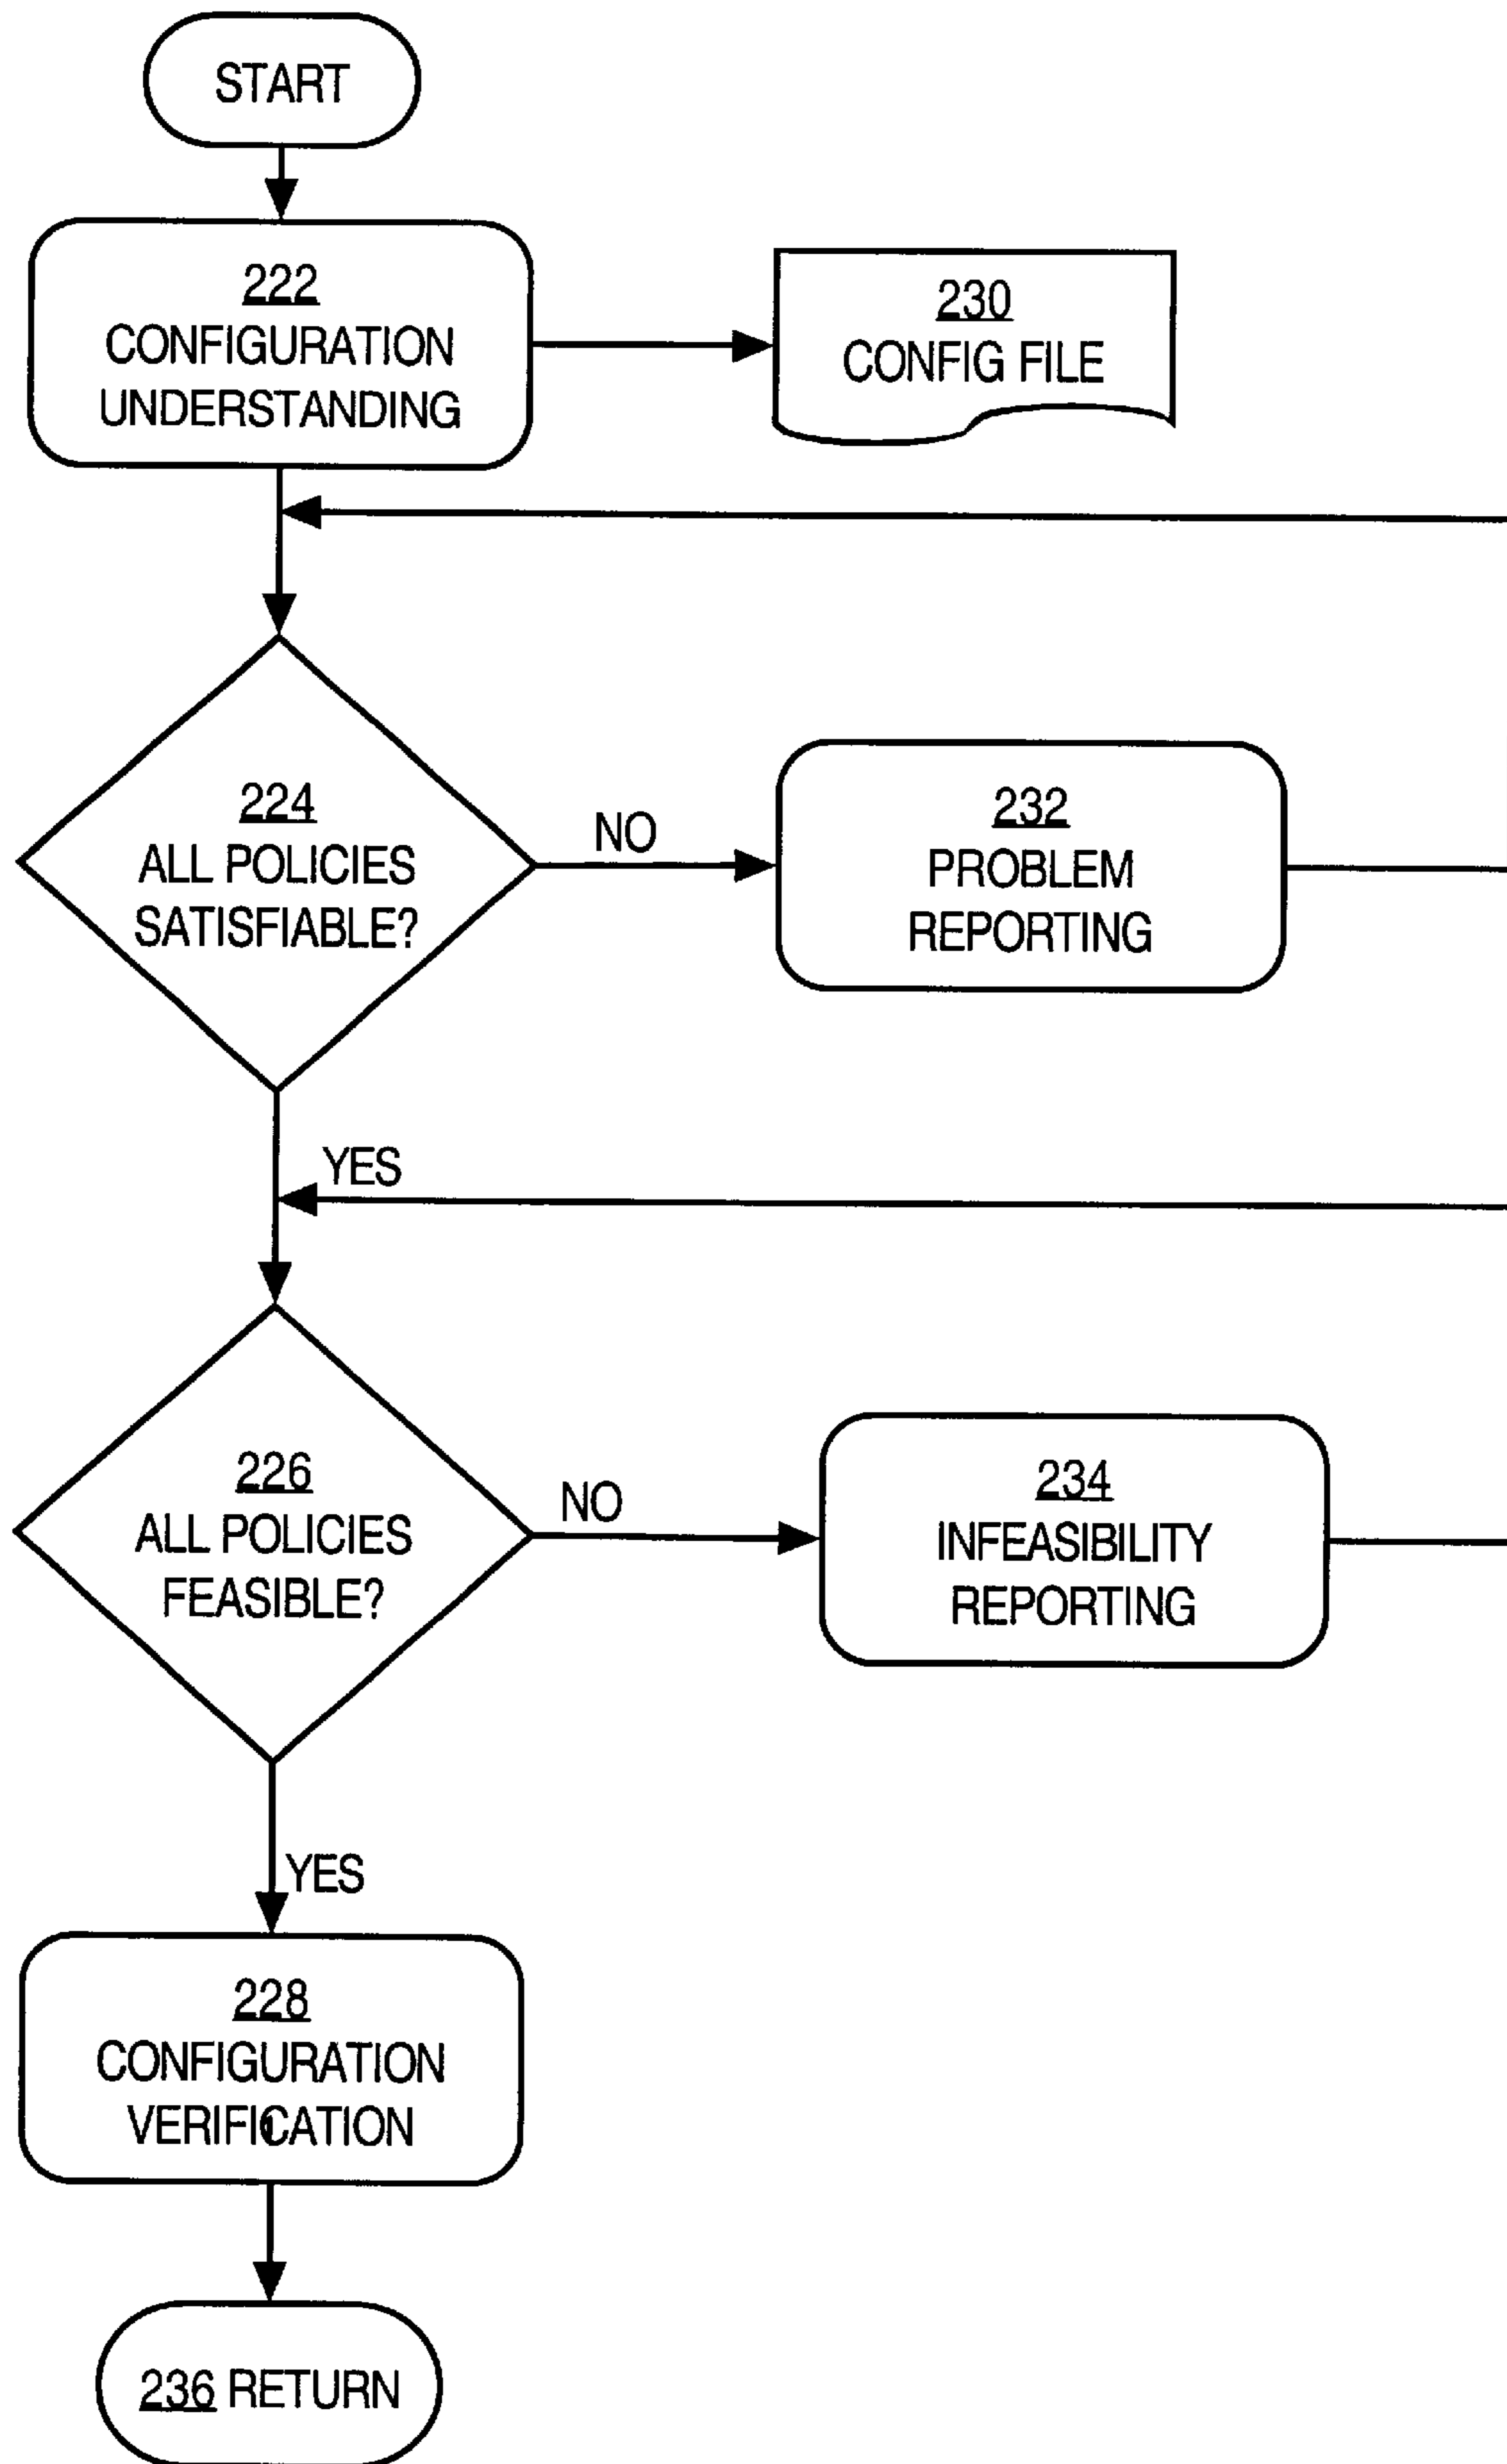 START
222
CONFIGURATION
UNDERSTANDING
230
CONFIG FILE
224
ALL POLICIES
SATISFIABLE?
NO
232
PROBLEM
REPORTING
YES
226
ALL POLICIES
FEASIBLE?
NO
234
INFEASIBILITY
REPORTING
YES
228
CONFIGURATION
VERIFICATION
236 RETURN